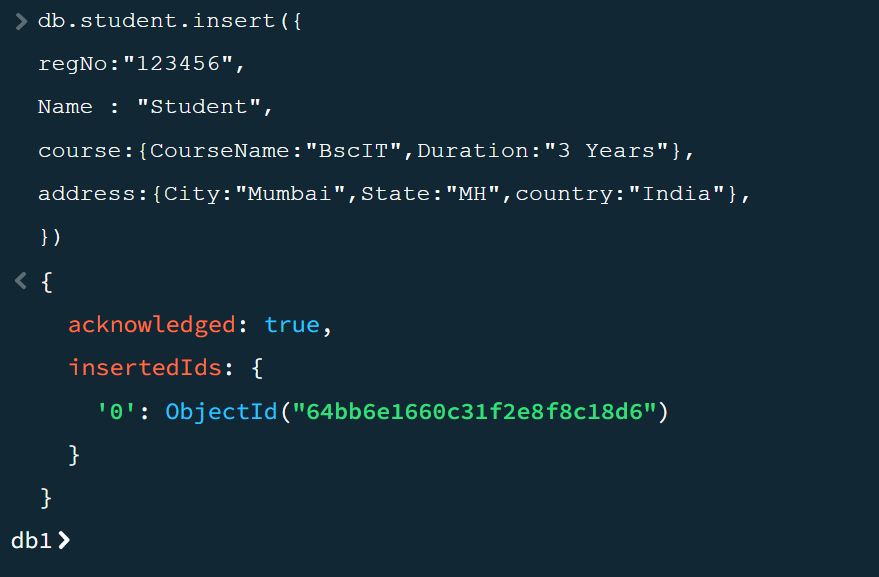 > db.student.insert({
regNo:"123456",
Name : "Student",
course:{CourseName:"BscIT",Duration:"3 Years"},
address:{City:"Mumbai",State:"MH",country:"India"},
})
< {
acknowledged: true,
insertedIds: {
'0': ObjectId("64bb6e1660c31f2e8f8c18d6")
}
}
db1>